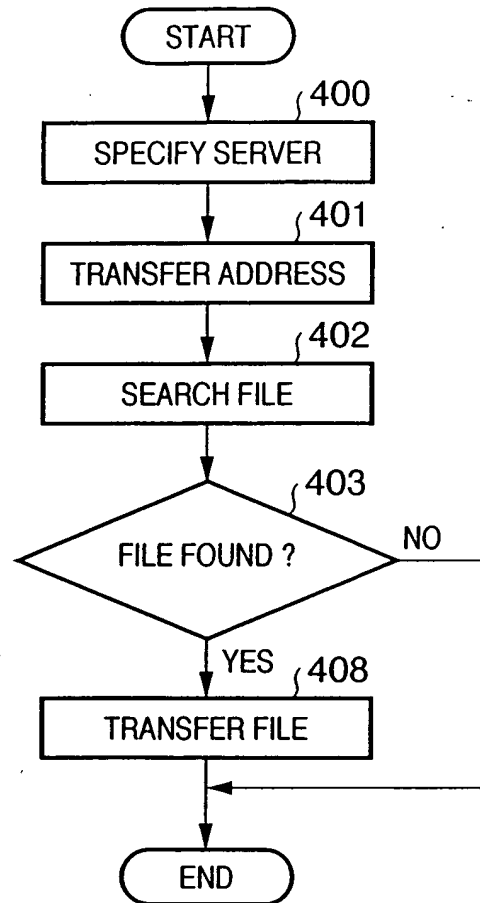 START
400
SPECIFY SERVER
401
TRANSFER ADDRESS
402
SEARCH FILE
403
FILE FOUND ?
NO
YES
408
TRANSFER FILE
END